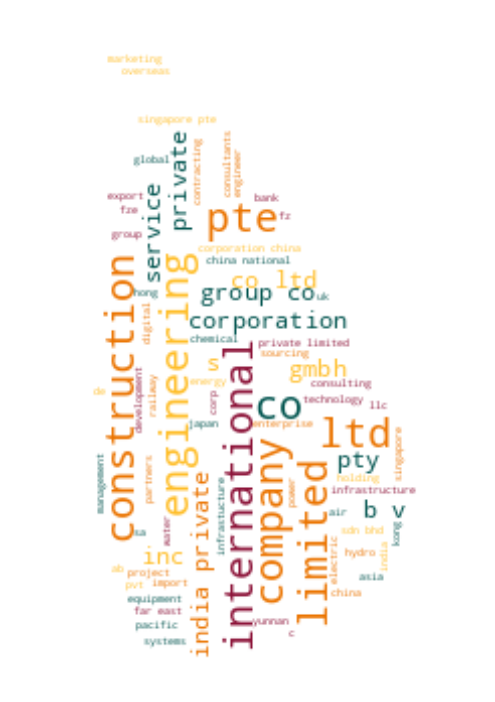 marketing
overseas
singapore pte
private
global
contracting
consultants
engineer
service
export
fze
group
bank
pte
fz
corporation china
china national
construction
engineering
co ltd
hong
group co
uk
digital
corporation
chemical
private limited
sourcing
international
s
gmbh
energy
consulting
de
development
railway
corp
co
technology
llc
japan
enterprise
ltd
singapore
company
pty
management
partners
india private
infrastucture
power
holding
infrastructure
limited
air
b v
kong
sa
water
sdn bhd
inc
electric
hydro
india
ab
project
asia
pvt
import
china
equipment
far east
pacific
yunnan
c
systems